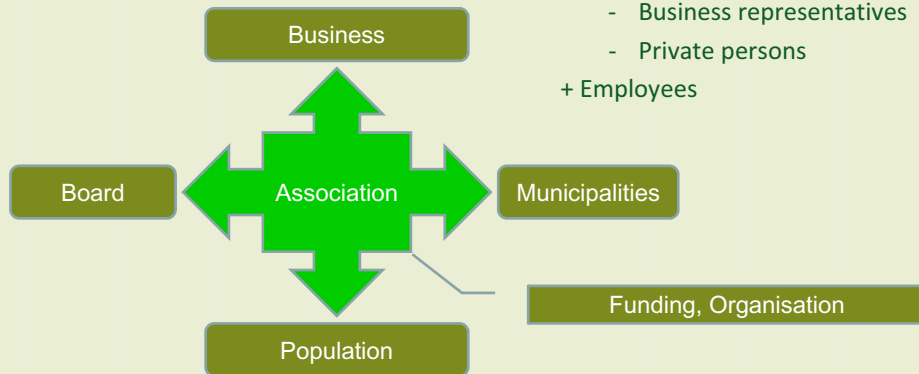 - Business representatives
- Private persons
+ Employees
Business
Board
Association
Municipalities
Funding, Organisation
Population